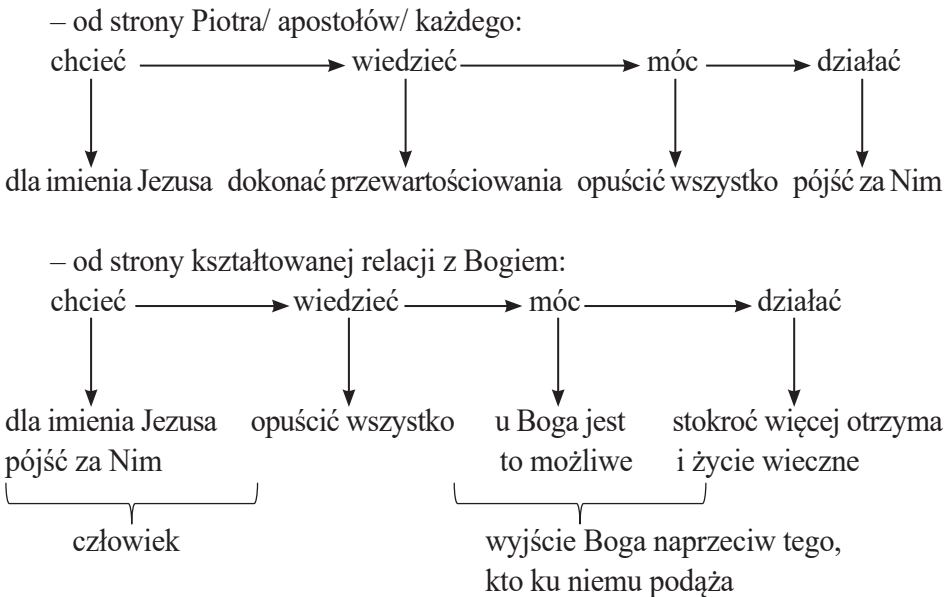 – od strony Piotra/ apostołów/ każdego:
chcieć wiedzieć móc działać
dla imienia Jezusa dokonać przewartościowania opuścić wszystko pójść za Nim
– od strony kształtowanej relacji z Bogiem:
chcieć wiedzieć móc działać
dla imienia Jezusa opuścić wszystko u Boga jest stokroć więcej otrzyma
pójść za Nim to możliwe i życie wieczne
człowiek wyjście Boga naprzeciw tego,
kto ku niemu podąża